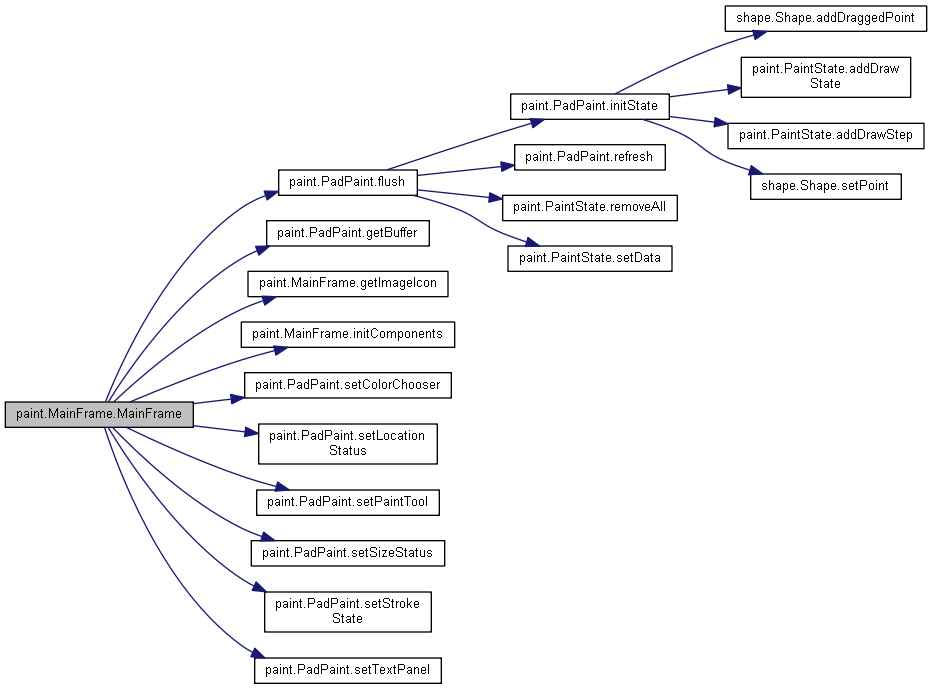 shape.Shape.addDraggedPoint
paint.PaintState.addDraw
State
paint.PadPaint.initState
paint.PaintState.addDrawStep
paint.PadPaint.refresh
paint.PadPaint.flush
shape.Shape.setPoint
paint.PaintState.removeAll
paint.PadPaint.getBuffer
paint.PaintState.setData
paint.MainFrame.getImageIcon
paint.MainFrame.initComponents
paint.PadPaint.setColorChooser
paint.MainFrame.MainFrame
paint.PadPaint.setLocation
Status
paint.PadPaint.setPaintTool
paint.PadPaint.setSizeStatus
paint.PadPaint.setStroke
State
paint.PadPaint.setTextPanel